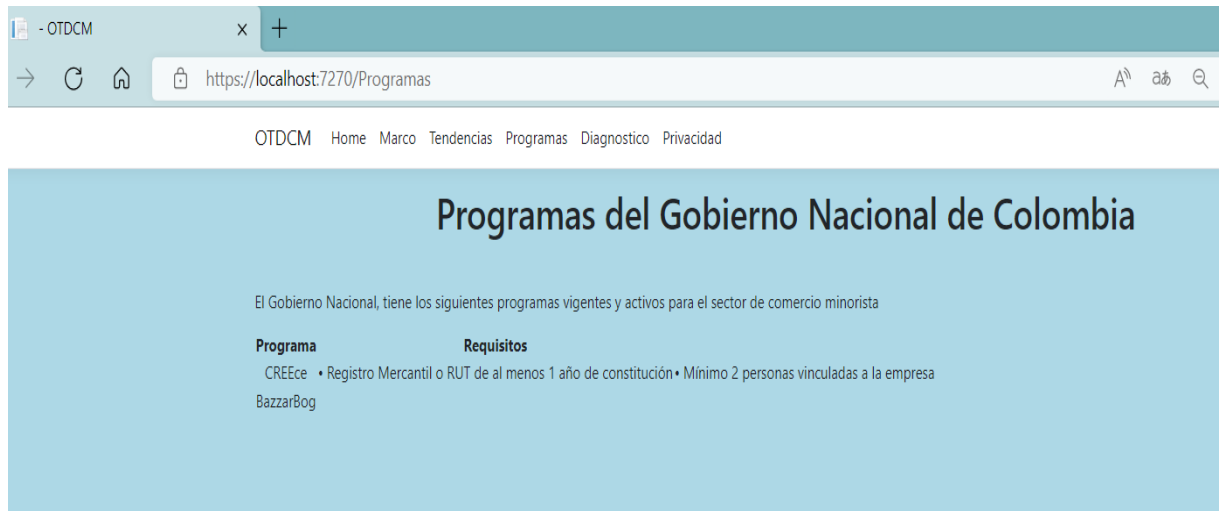 - OTDCM
https://localhost:7270/Programas
OTDCM Home Marco Tendencias Programas Diagnostico Privacidad
Programas del Gobierno Nacional de Colombia
El Gobierno Nacional, tiene los siguientes programas vigentes y activos para el sector de comercio minorista
Programa Requisitos
CREEce • Registro Mercantil o RUT de al menos 1 año de constitución • Mínimo 2 personas vinculadas a la empresa
BazzarBog